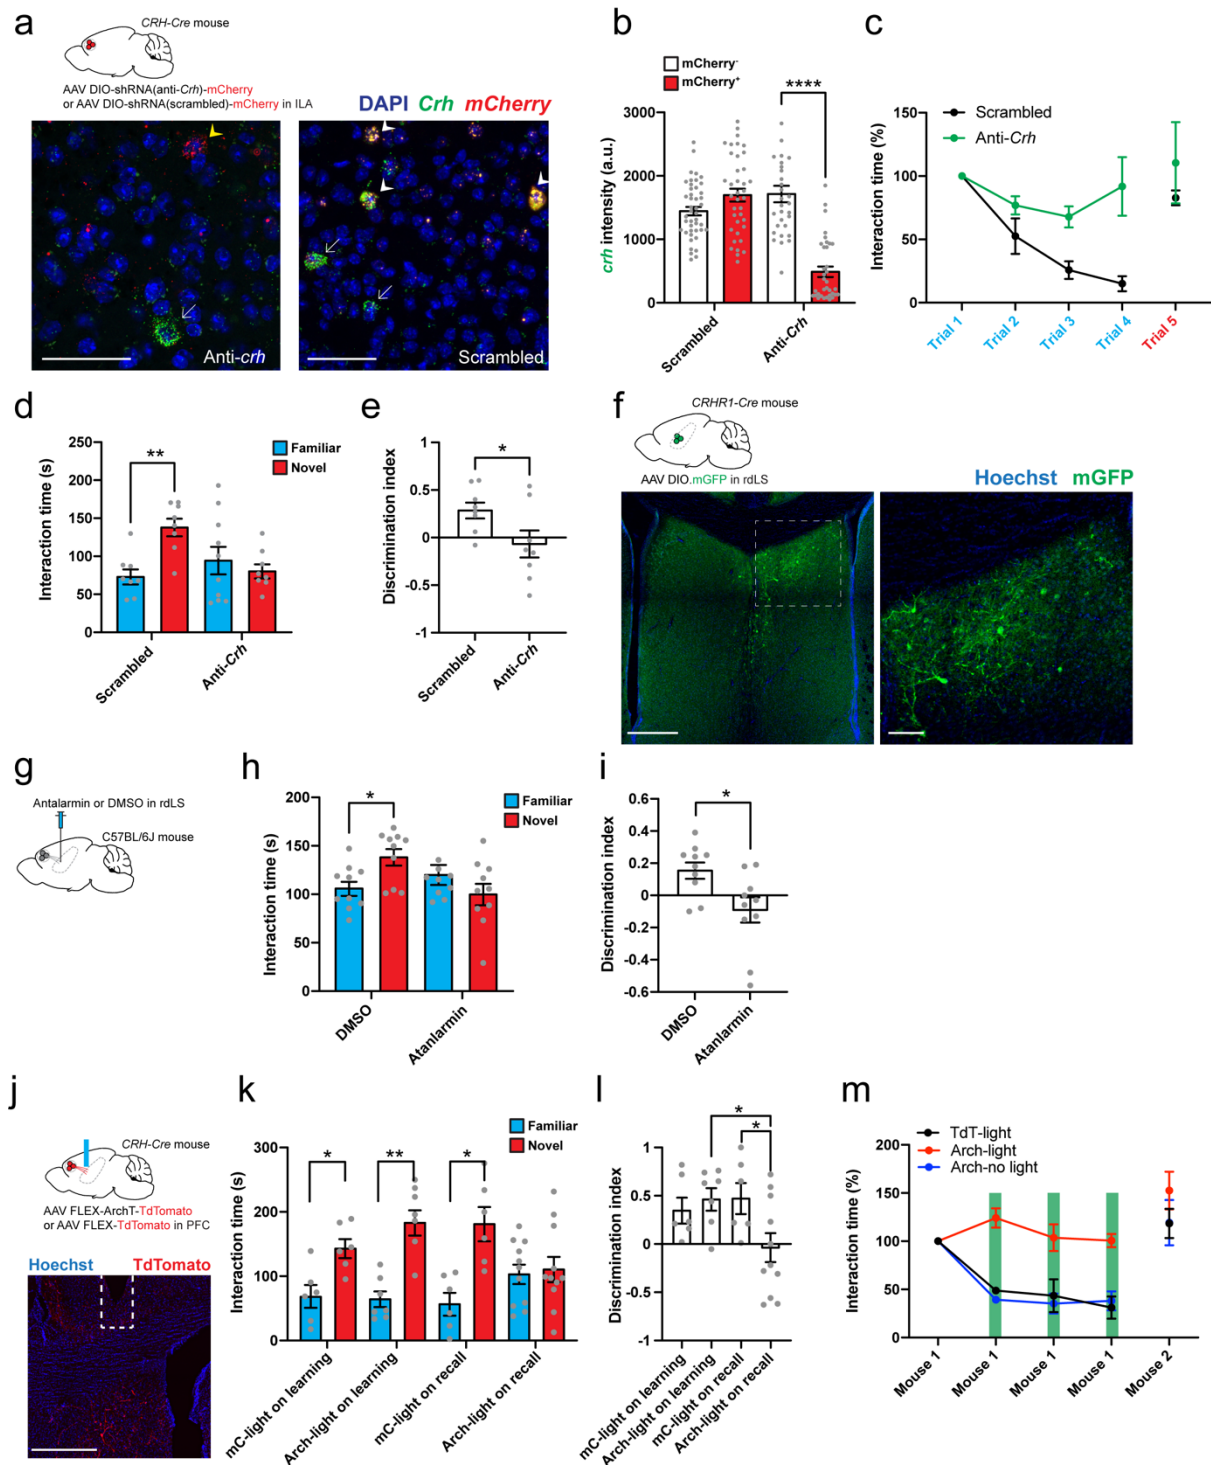 a
CRH-Cre mouse
AAV DIO-shRNA(anti-Crh)-mCherry
or AAV DIO-shRNA(scrambled)-mCherry in ILA
DAPI Crh mCherry
Anti-crh
Scrambled
b
mCherry-
mCherry+
****
crh intensity (a.u.)
3000
2000
1000
0
Scrambled
Anti-Crh
c
Scrambled
Anti-Crh
Interaction time (%)
150
100
50
0
Trial 1
Trial 2
Trial 3
Trial 4
Trial 5
d
Familiar
Novel
**
Interaction time (s)
250
200
150
100
50
0
Scrambled
Anti-Crh
e
*
Discrimination index
1
0.5
0
-0.5
-1
Scrambled
Anti-Crh
f
CRHR1-Cre mouse
AAV DIO.mGFP in rdLS
Hoechst mGFP
g
Antalarmin or DMSO in rdLS
C57BL/6J mouse
h
Familiar
Novel
*
Interaction time (s)
200
150
100
50
0
DMSO
Atanlarmin
i
*
Discrimination index
0.6
0.4
0.2
0
-0.2
-0.4
-0.6
DMSO
Atanlarmin
j
CRH-Cre mouse
AAV FLEX-ArchT-TdTomato
or AAV FLEX-TdTomato in PFC
Hoechst TdTomato
k
Familiar
Novel
* ** *
Interaction time (s)
300
200
100
0
mC-light on learning
Arch-light on learning
mC-light on recall
Arch-light on recall
l
*
*
Discrimination index
1
0.5
0
-0.5
-1
mC-light on learning
Arch-light on learning
mC-light on recall
Arch-light on recall
m
TdT-light
Arch-light
Arch-no light
Interaction time (%)
200
150
100
50
0
Mouse 1
Mouse 1
Mouse 1
Mouse 1
Mouse 2